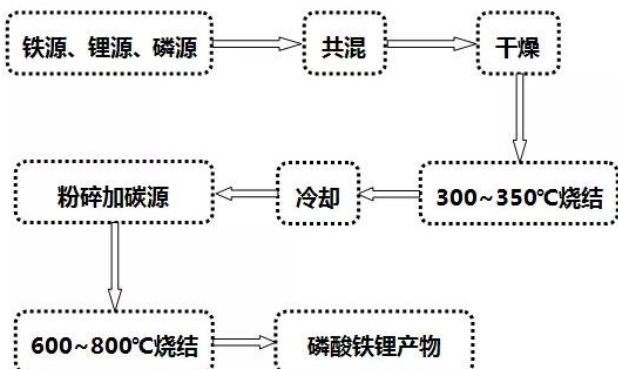 铁源、锂源、磷源
共混
干燥
300~350℃烧结
冷却
粉碎加碳源
600~800℃烧结
磷酸铁锂产物